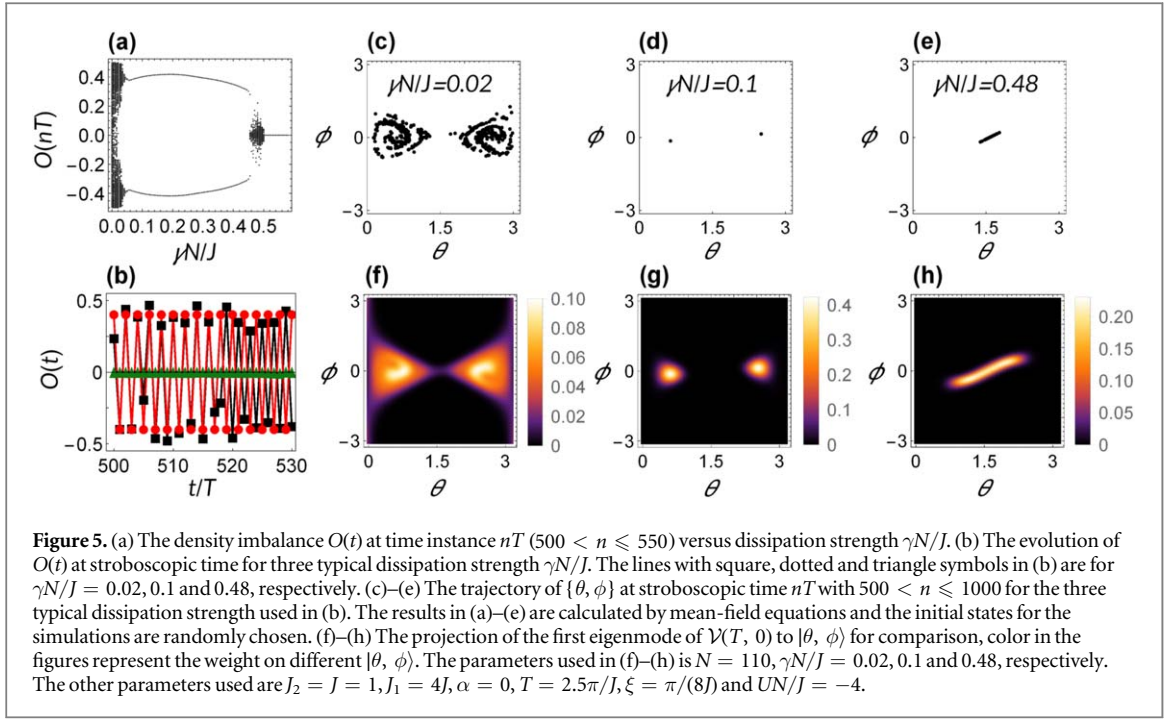 (a) (c) (d) (e)
0.4
0.2
0.0
−0.2
−0.4
O(nT)
0.0 0.1 0.2 0.3 0.4 0.5
γN/J
3
0
−3
ϕ
γN/J=0.02
0 1.5 3
θ
3
0
−3
ϕ
γN/J=0.1
0 1.5 3
θ
3
0
−3
ϕ
γN/J=0.48
0 1.5 3
θ
(b) (f) (g) (h)
0.5
0
−0.5
O(t)
500 510 520 530
t/T
3
0
−3
ϕ
0 1.5 3
θ
0.10
0.08
0.06
0.04
0.02
0
3
0
−3
ϕ
0 1.5 3
θ
0.4
0.3
0.2
0.1
0
3
0
−3
ϕ
0 1.5 3
θ
0.20
0.15
0.10
0.05
0
Figure 5. (a) The density imbalance O(t) at time instance nT (500 < n ⩽ 550) versus dissipation strength γN/J. (b) The evolution of
O(t) at stroboscopic time for three typical dissipation strength γN/J. The lines with square, dotted and triangle symbols in (b) are for
γN/J = 0.02, 0.1 and 0.48, respectively. (c)–(e) The trajectory of {θ, ϕ} at stroboscopic time nT with 500 < n ⩽ 1000 for the three
typical dissipation strength used in (b). The results in (a)–(e) are calculated by mean-field equations and the initial states for the
simulations are randomly chosen. (f)–(h) The projection of the first eigenmode of 𝒱(T, 0) to |θ, ϕ⟩ for comparison, color in the
figures represent the weight on different |θ, ϕ⟩. The parameters used in (f)–(h) is N = 110, γN/J = 0.02, 0.1 and 0.48, respectively.
The other parameters used are J₂ = J = 1, J₁ = 4J, α = 0, T = 2.5π/J, ξ = π/(8J) and UN/J = −4.